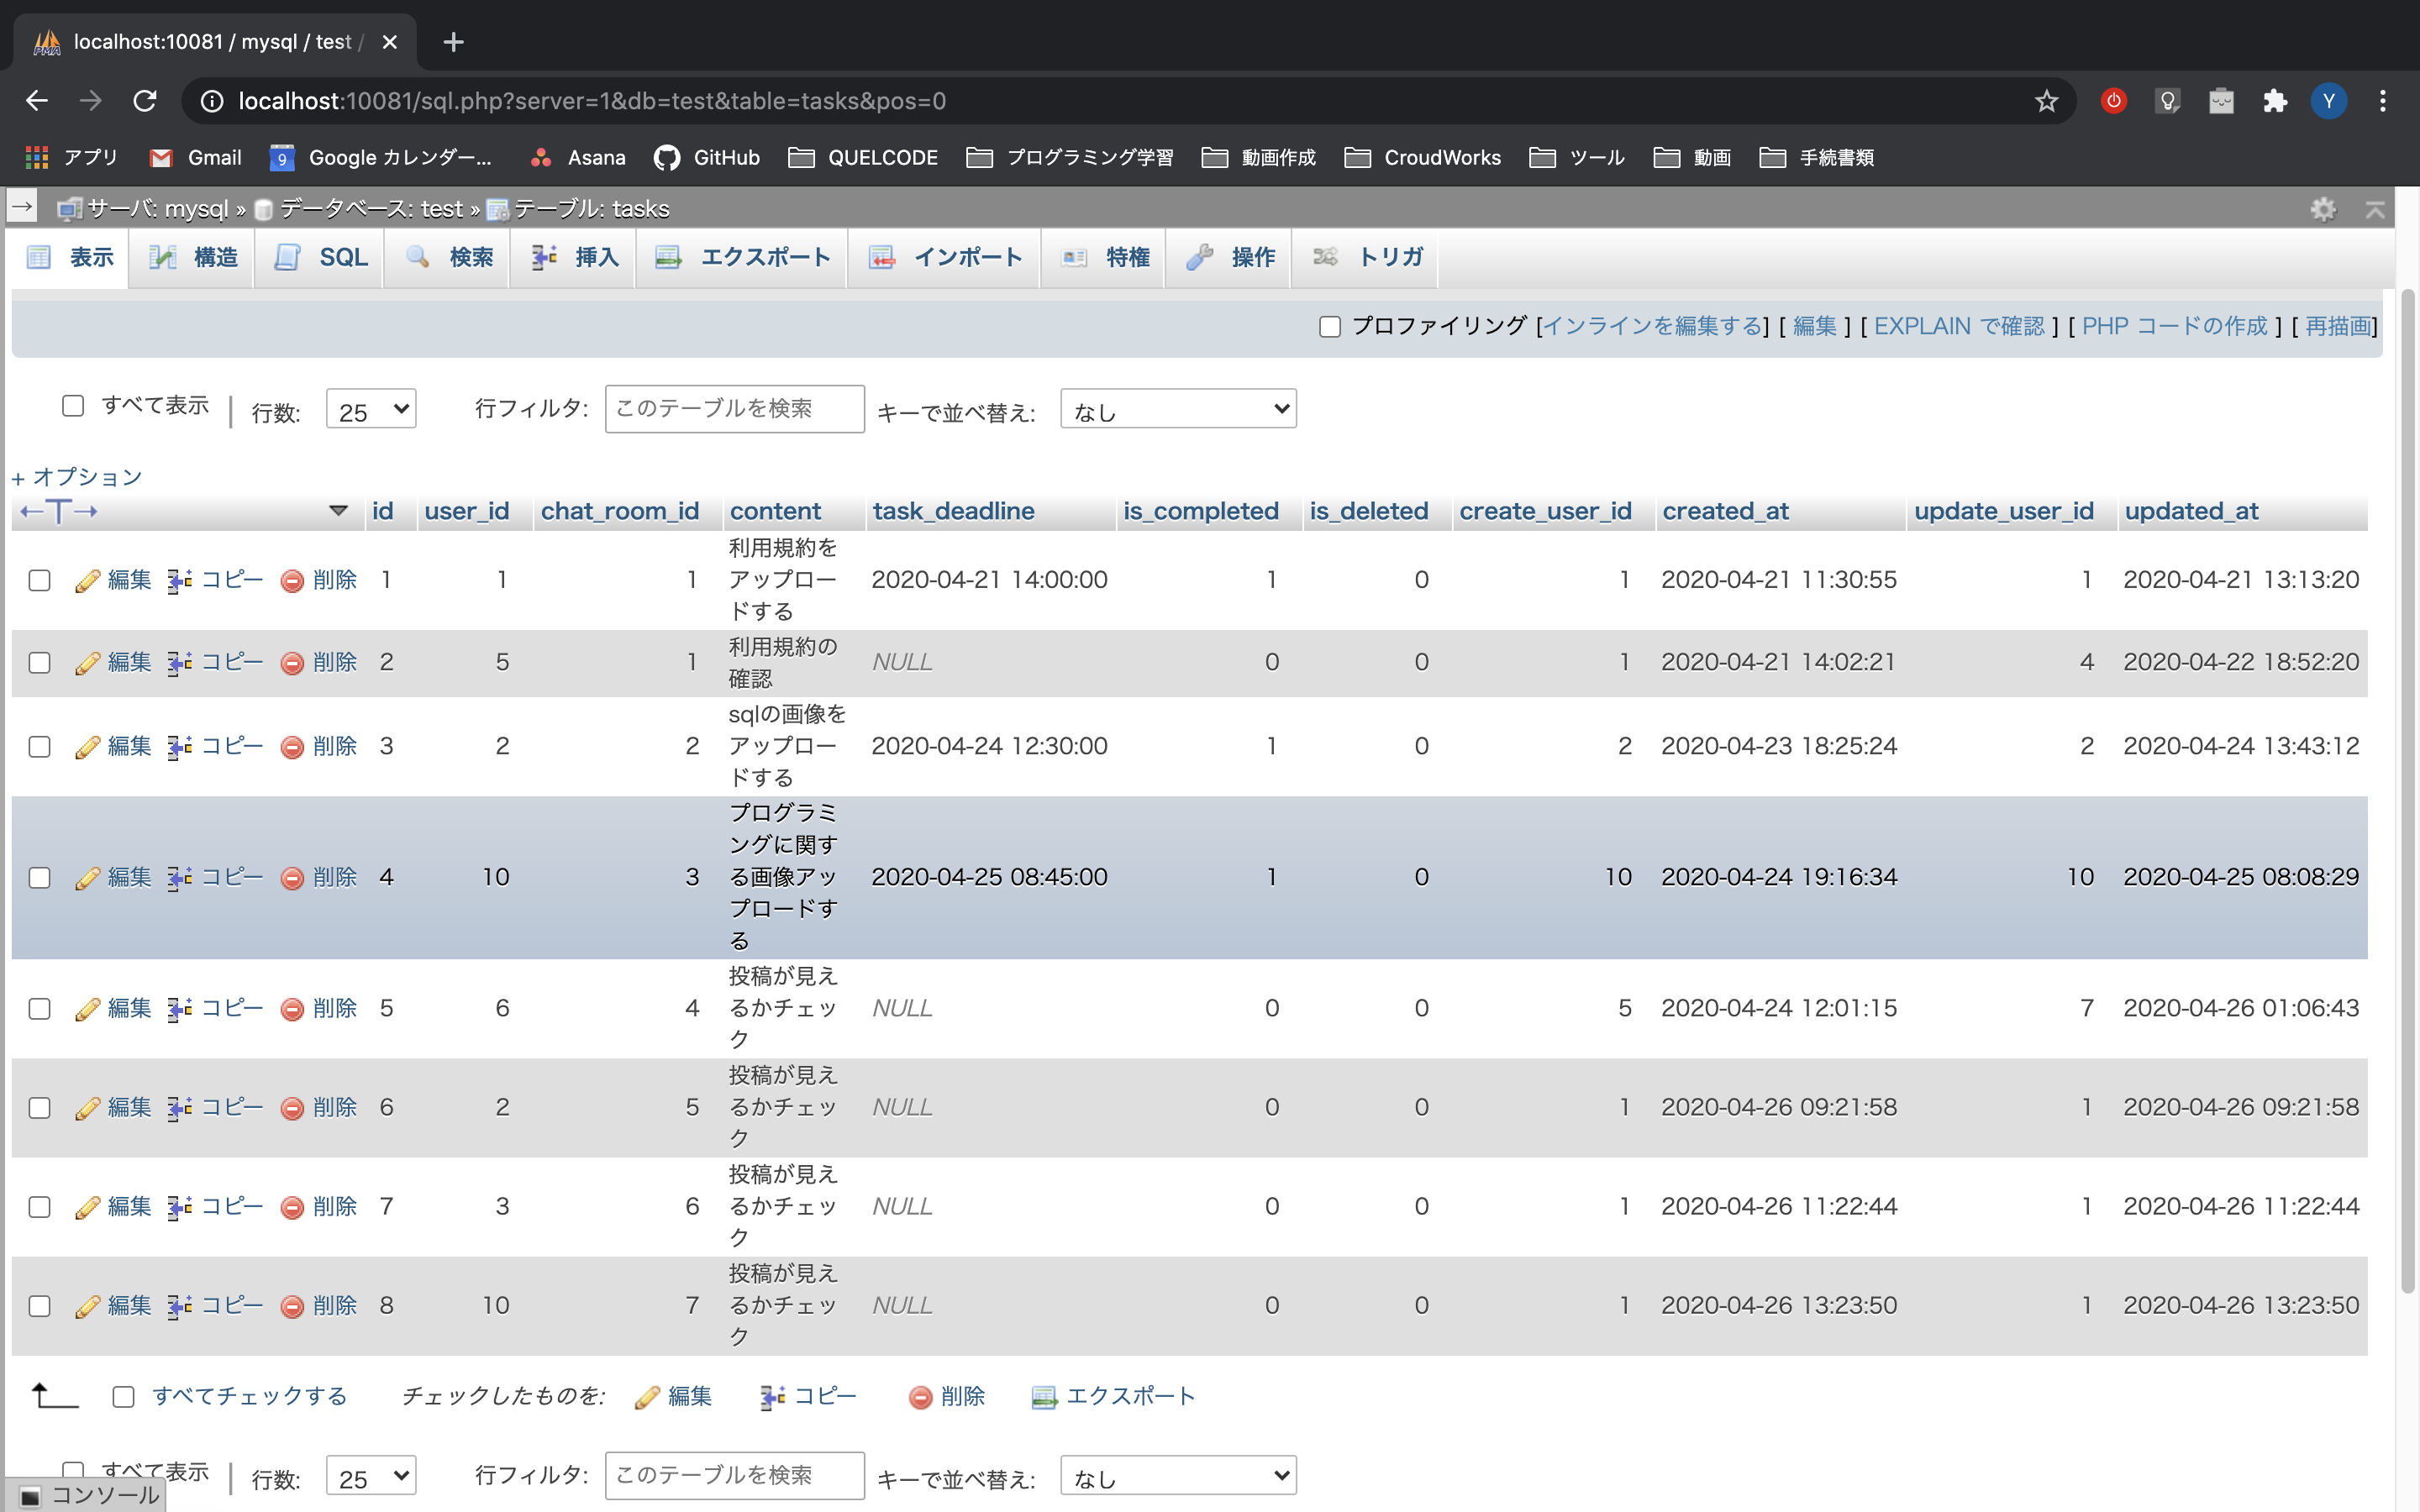 localhost:10081 / mysql / test /
localhost:10081/sql.php?server=1&db=test&table=tasks&pos=0
アプリ Gmail Google カレンダー... Asana GitHub QUELCODE プログラミング学習 動画作成 CroudWorks ツール 動画 手続書類
サーバ: mysql » データベース: test » テーブル: tasks
表示 構造 SQL 検索 挿入 エクスポート インポート 特権 操作 トリガ
プロファイリング [インラインを編集する] [ 編集 ] [ EXPLAIN で確認 ] [ PHP コードの作成 ] [ 再描画]
すべて表示 | 行数: 25 行フィルタ: このテーブルを検索 キーで並べ替え: なし
+ オプション
←T→ id user_id chat_room_id content task_deadline is_completed is_deleted create_user_id created_at update_user_id updated_at
編集 コピー 削除 1 1 1 利用規約をアップロードする 2020-04-21 14:00:00 1 0 1 2020-04-21 11:30:55 1 2020-04-21 13:13:20
編集 コピー 削除 2 5 1 利用規約の確認 NULL 0 0 1 2020-04-21 14:02:21 4 2020-04-22 18:52:20
編集 コピー 削除 3 2 2 sqlの画像をアップロードする 2020-04-24 12:30:00 1 0 2 2020-04-23 18:25:24 2 2020-04-24 13:43:12
編集 コピー 削除 4 10 3 プログラミングに関する画像アップロードする 2020-04-25 08:45:00 1 0 10 2020-04-24 19:16:34 10 2020-04-25 08:08:29
編集 コピー 削除 5 6 4 投稿が見えるかチェック NULL 0 0 5 2020-04-24 12:01:15 7 2020-04-26 01:06:43
編集 コピー 削除 6 2 5 投稿が見えるかチェック NULL 0 0 1 2020-04-26 09:21:58 1 2020-04-26 09:21:58
編集 コピー 削除 7 3 6 投稿が見えるかチェック NULL 0 0 1 2020-04-26 11:22:44 1 2020-04-26 11:22:44
編集 コピー 削除 8 10 7 投稿が見えるかチェック NULL 0 0 1 2020-04-26 13:23:50 1 2020-04-26 13:23:50
すべてチェックする チェックしたものを: 編集 コピー 削除 エクスポート
すべて表示 | 行数: 25 行フィルタ: このテーブルを検索 キーで並べ替え: なし
コンソール